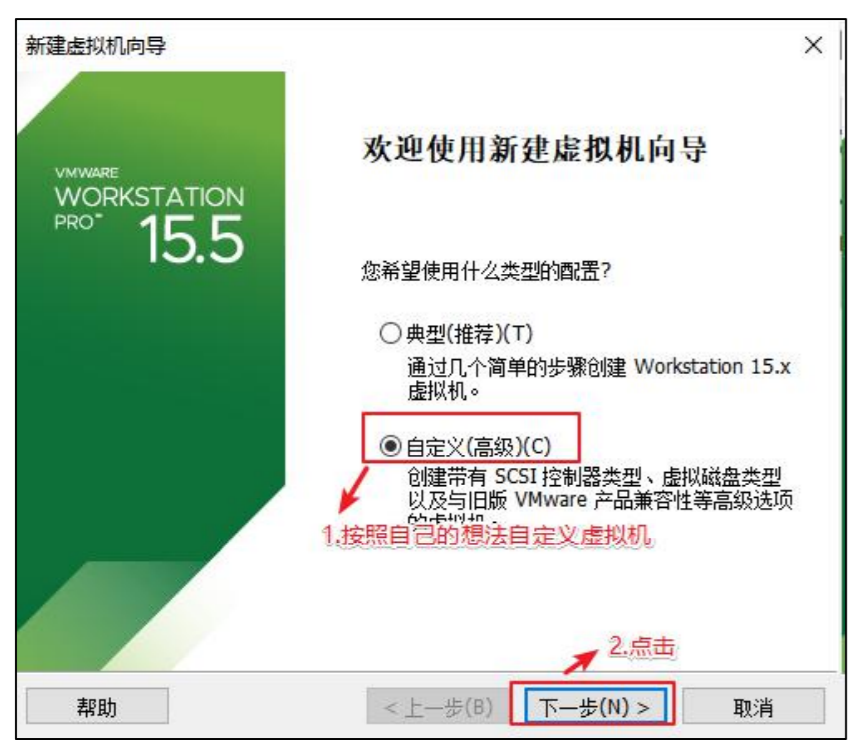 新建虚拟机向导
VMWARE
WORKSTATION
PRO™ 15.5
欢迎使用新建虚拟机向导
您希望使用什么类型的配置?
典型(推荐)(T)
通过几个简单的步骤创建 Workstation 15.x
虚拟机。
自定义(高级)(C)
创建带有 SCSI 控制器类型、虚拟磁盘类型
以及与旧版 VMware 产品兼容性等高级选项
的虚拟机。
1.按照自己的想法自定义虚拟机
2.点击
帮助
< 上一步(B)
下一步(N) >
取消